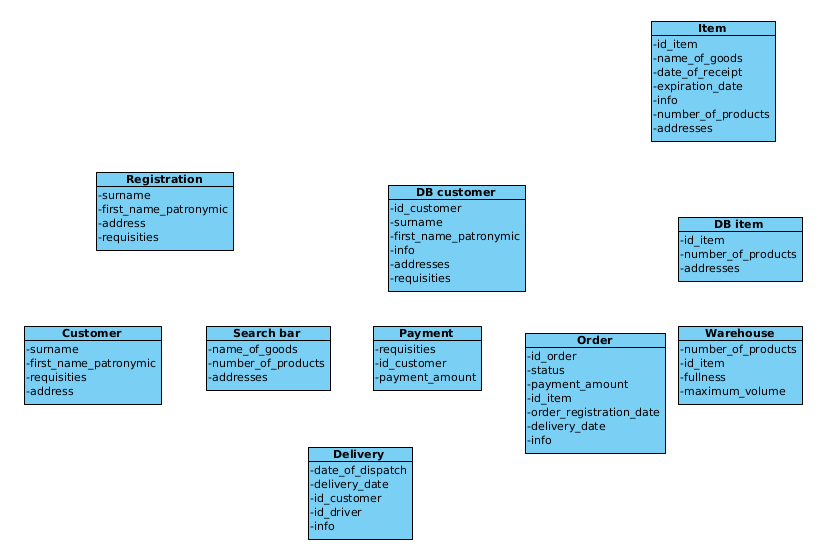 Item
-id_item
-name_of_goods
-date_of_receipt
-expiration_date
-info
-number_of_products
-addresses
Registration
-surname
-first_name_patronymic
-address
-requisities
DB customer
-id_customer
-surname
-first_name_patronymic
-info
-addresses
-requisities
DB item
-id_item
-number_of_products
-addresses
Customer
-surname
-first_name_patronymic
-requisities
-address
Search bar
-name_of_goods
-number_of_products
-addresses
Payment
-requisities
-id_customer
-payment_amount
Order
-id_order
-status
-payment_amount
-id_item
-order_registration_date
-delivery_date
-info
Warehouse
-number_of_products
-id_item
-fullness
-maximum_volume
Delivery
-date_of_dispatch
-delivery_date
-id_customer
-id_driver
-info